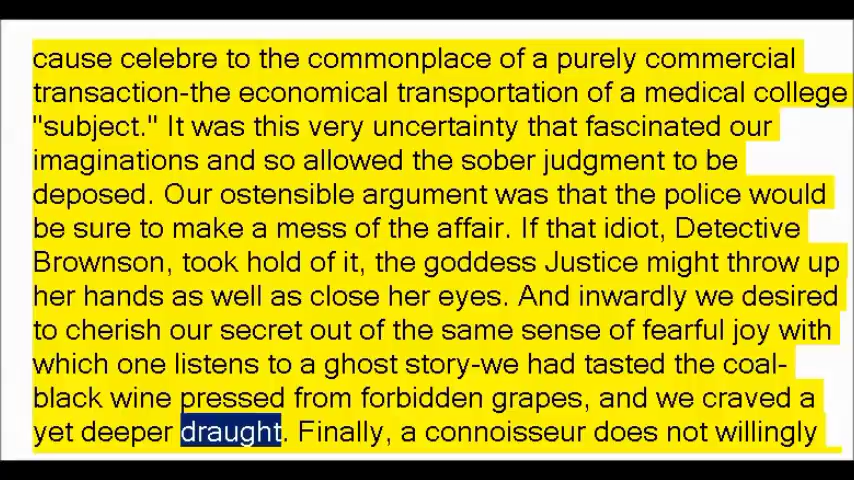 cause celebre to the commonplace of a purely commercial
transaction-the economical transportation of a medical college
"subject." It was this very uncertainty that fascinated our
imaginations and so allowed the sober judgment to be
deposed. Our ostensible argument was that the police would
be sure to make a mess of the affair. If that idiot, Detective
Brownson, took hold of it, the goddess Justice might throw up
her hands as well as close her eyes. And inwardly we desired
to cherish our secret out of the same sense of fearful joy with
which one listens to a ghost story-we had tasted the coal-
black wine pressed from forbidden grapes, and we craved a
yet deeper draught. Finally, a connoisseur does not willingly